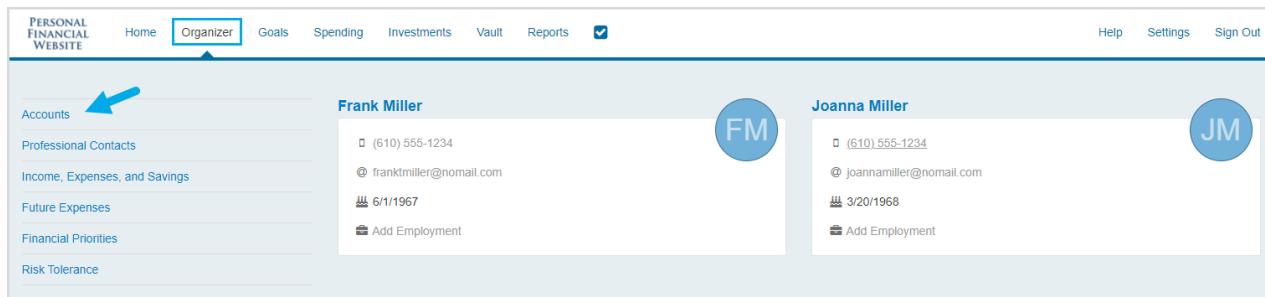 PERSONAL
FINANCIAL
WEBSITE
Home Organizer Goals Spending Investments Vault Reports
Help Settings Sign Out
Accounts
Professional Contacts
Income, Expenses, and Savings
Future Expenses
Financial Priorities
Risk Tolerance
Frank Miller
FM
(610) 555-1234
@ franktmiller@nomail.com
6/1/1967
Add Employment
Joanna Miller
JM
(610) 555-1234
@ joannamiller@nomail.com
3/20/1968
Add Employment